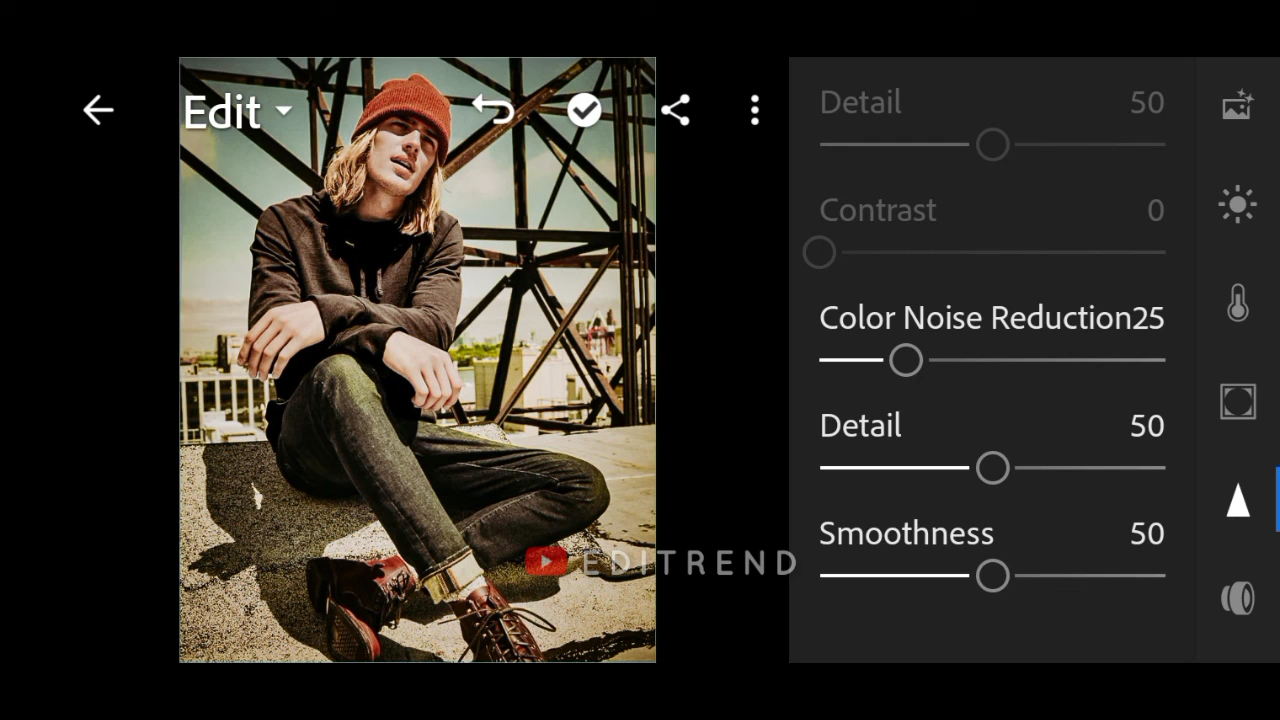 Edit
Detail 50
Contrast 0
Color Noise Reduction25
Detail 50
Smoothness 50
EDITREND